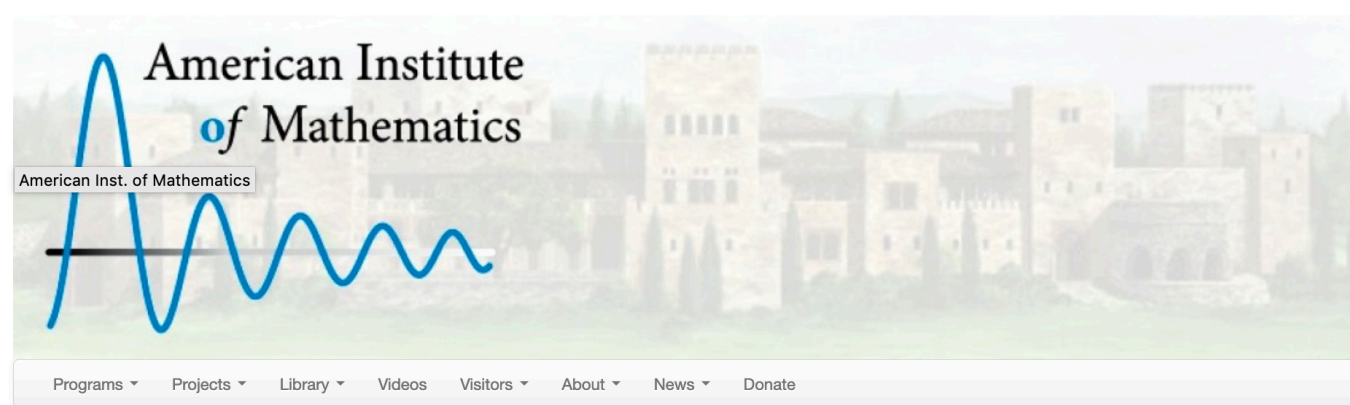 American Institute
of Mathematics
American Inst. of Mathematics
Programs Projects Library Videos Visitors About News Donate